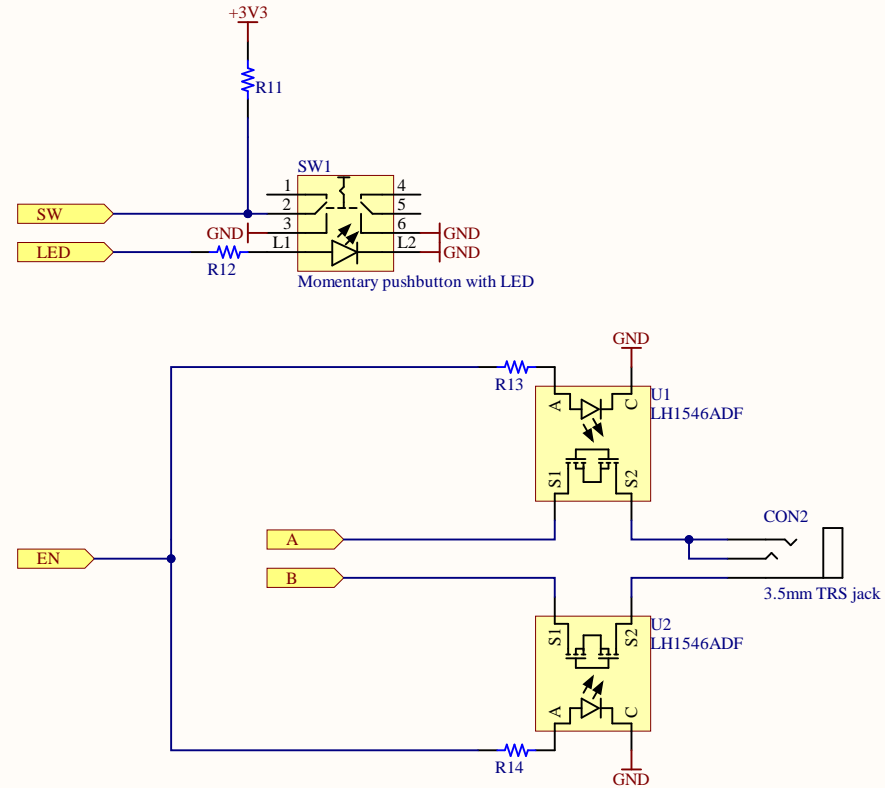 +3V3
R11
SW1
1
4
2
5
SW
3
6
GND
GND
LED
L1
L2
GND
R12
Momentary pushbutton with LED
GND
R13
U1
LH1546ADF
A
C
S1
S2
CON2
A
EN
B
3.5mm TRS jack
U2
LH1546ADF
S1
S2
A
C
R14
GND